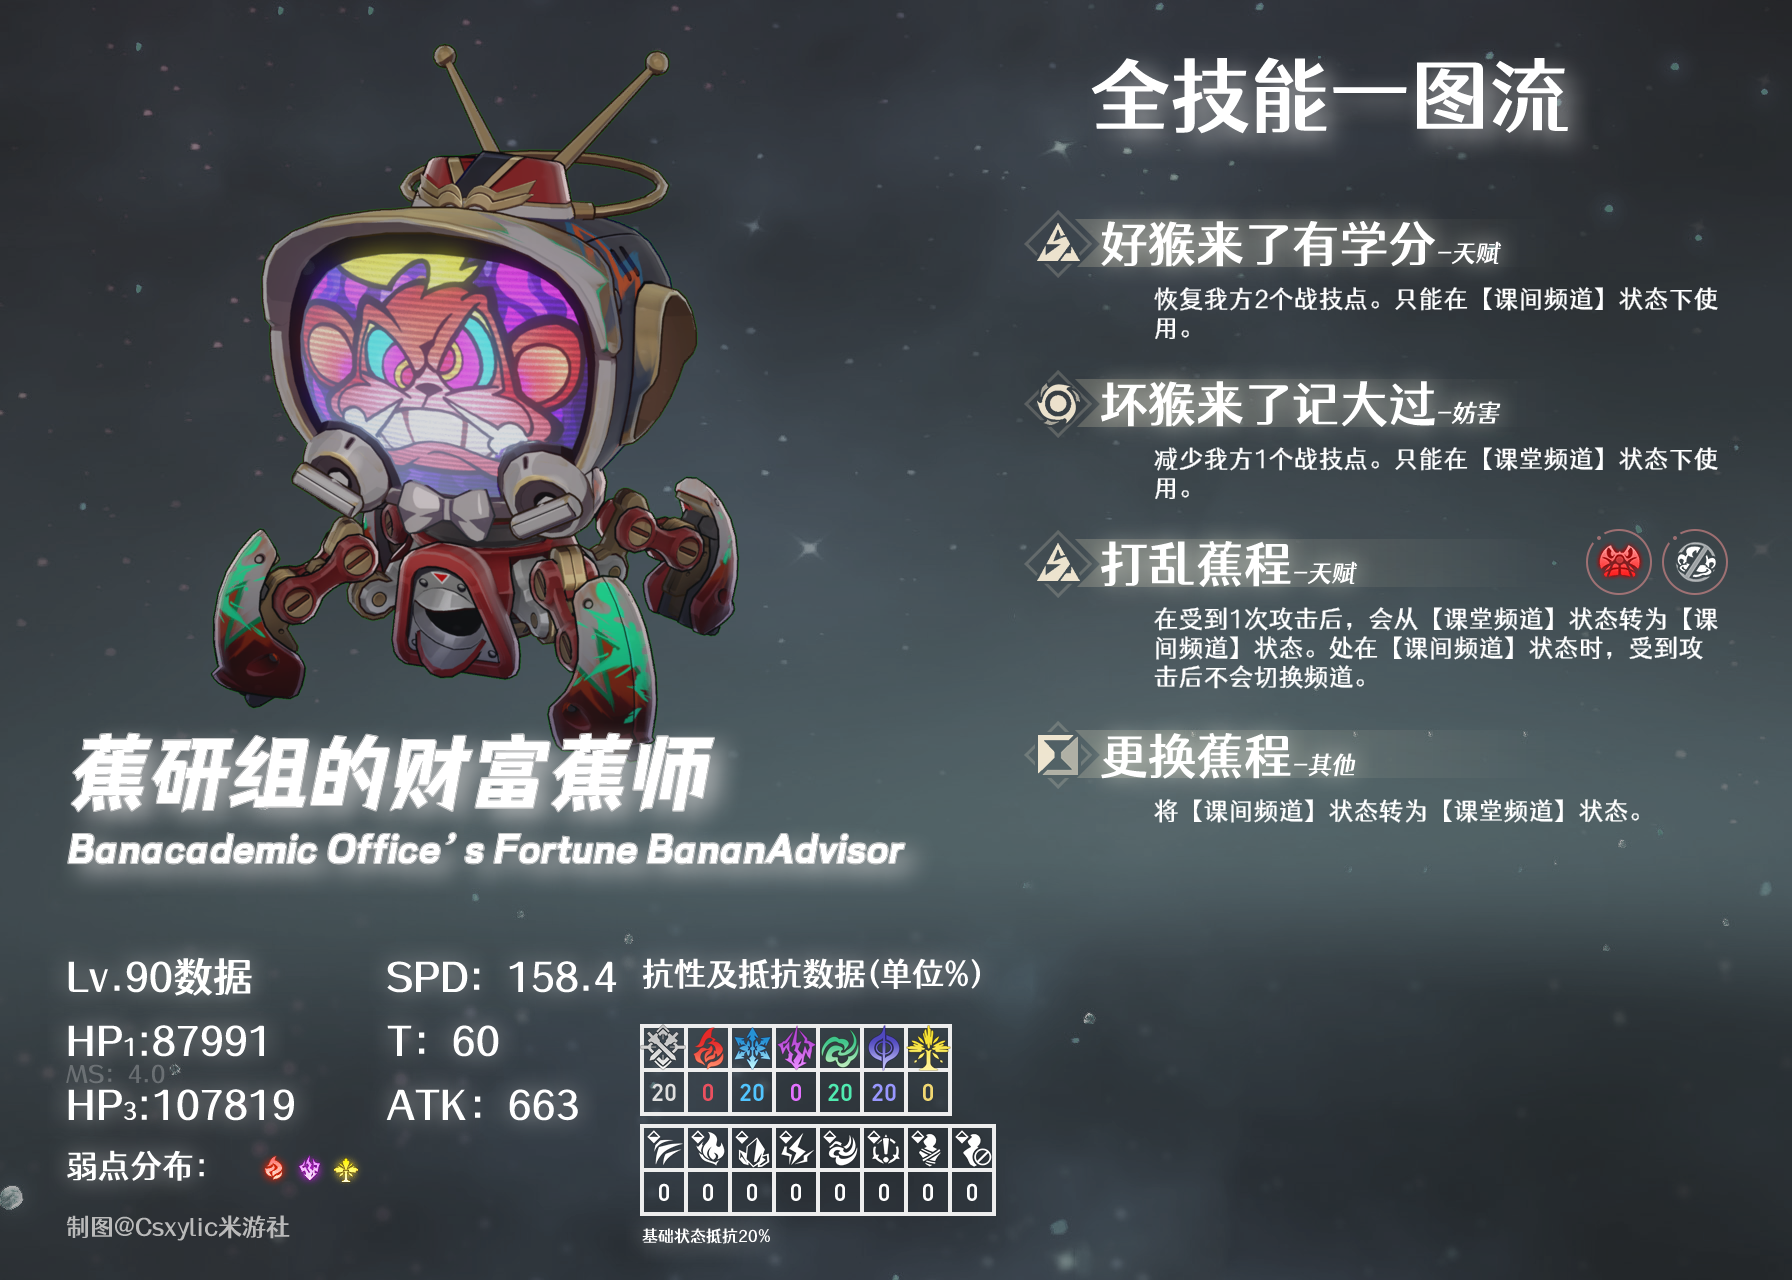 全技能一图流
好猴来了有学分-天赋
恢复我方2个战技点。只能在【课间频道】状态下使
用。
坏猴来了记大过-妨害
减少我方1个战技点。只能在【课堂频道】状态下使
用。
打乱蕉程-天赋
在受到1次攻击后，会从【课堂频道】状态转为【课
间频道】状态。处在【课间频道】状态时，受到攻
击后不会切换频道。
更换蕉程-其他
将【课间频道】状态转为【课堂频道】状态。
蕉研组的财富蕉师
Banacademic Office's Fortune BananAdvisor
Lv.90数据
SPD: 158.4
HP1:87991
T: 60
MS: 4.0
HP3:107819
ATK: 663
弱点分布:
制图@Csxylic米游社
抗性及抵抗数据(单位%)
20 0 20 0 20 20 0
0 0 0 0 0 0 0 0
基础状态抵抗20%